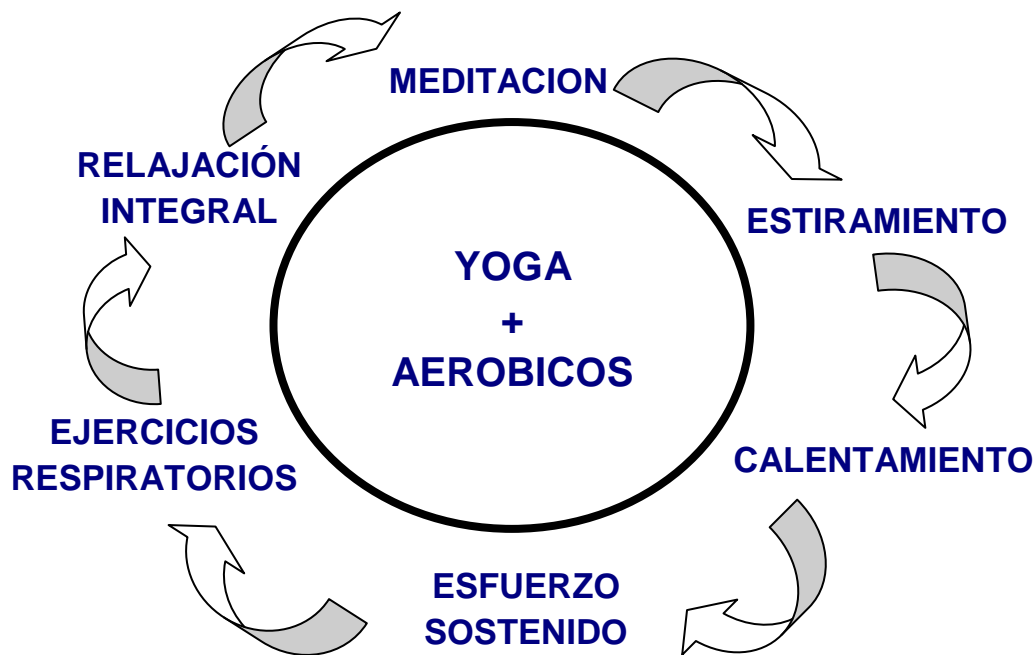 MEDITACION
ESTIRAMIENTO
CALENTAMIENTO
ESFUERZO
SOSTENIDO
EJERCICIOS
RESPIRATORIOS
RELAJACIÓN
INTEGRAL
YOGA
+
AEROBICOS